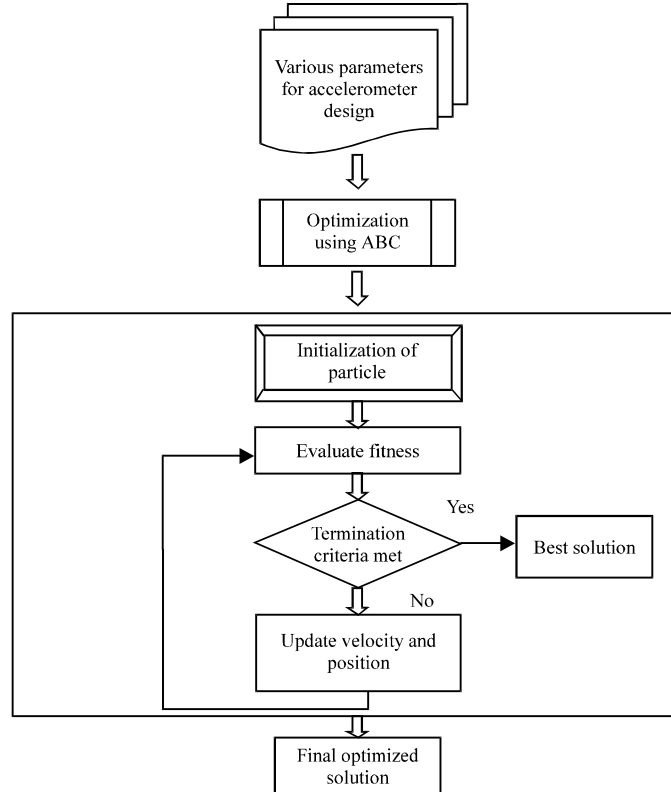 Various parameters
for accelerometer
design
Optimization
using ABC
Initialization of
particle
Evaluate fitness
Termination
criteria met
Yes
Best solution
No
Update velocity and
position
Final optimized
solution